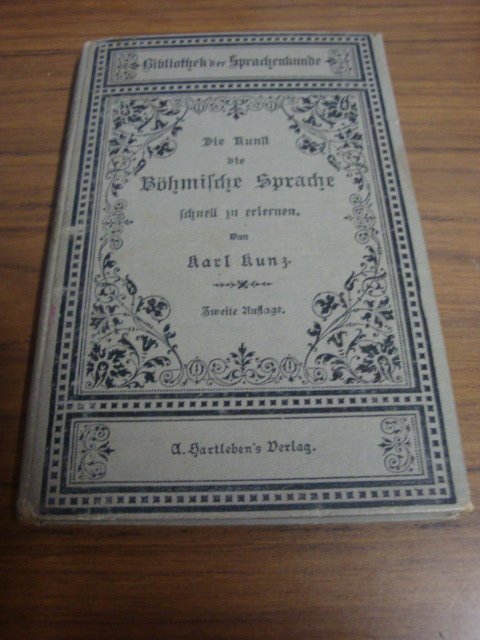 Bibliothek der Sprachenkunde
Die Kunst
die
Böhmische Sprache
schnell zu erlernen.
Von
Karl Kunz.
Zweite Auflage.
A. Hartleben's Verlag.